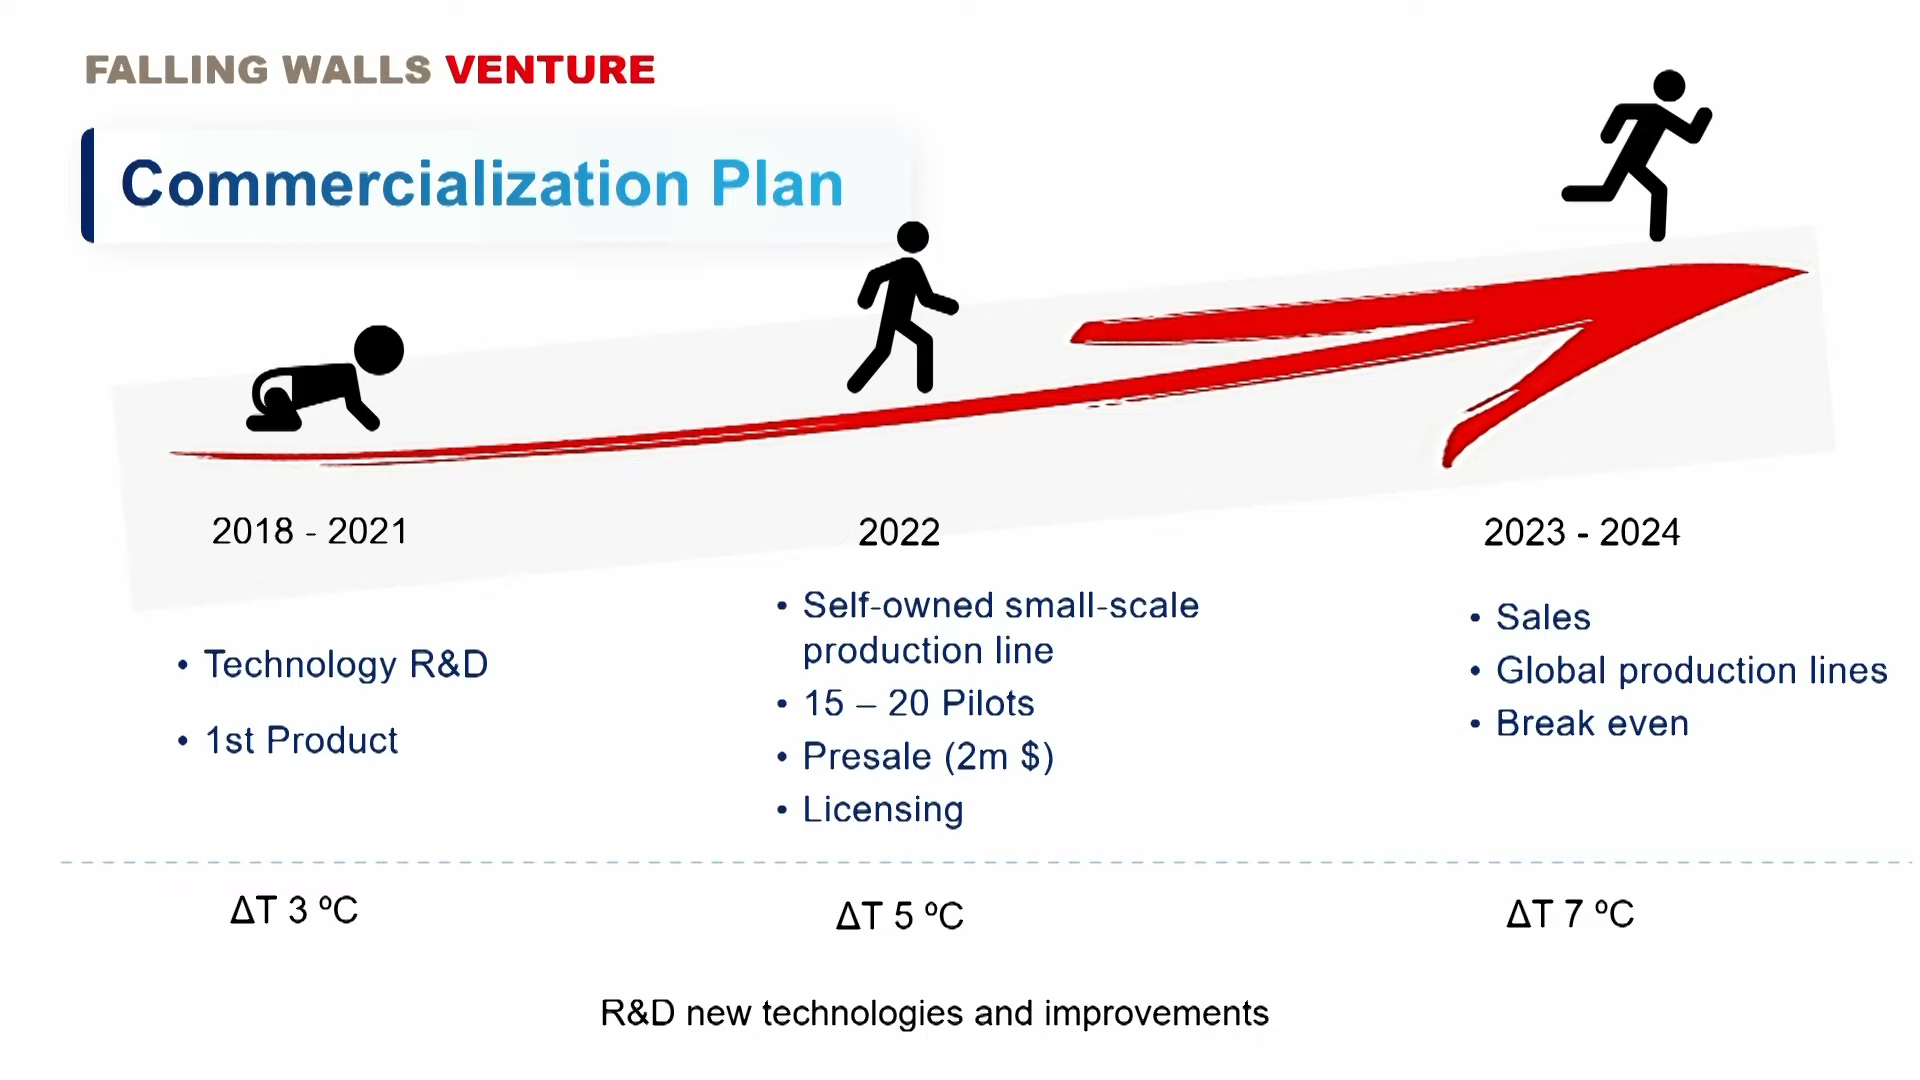 FALLING WALLS VENTURE
Commercialization Plan
2018 - 2021
• Technology R&D
• 1st Product
2022
• Self-owned small-scale
production line
• 15 – 20 Pilots
• Presale (2m $)
• Licensing
2023 - 2024
• Sales
• Global production lines
• Break even
ΔT 3 ºC
ΔT 5 ºC
ΔT 7 ºC
R&D new technologies and improvements